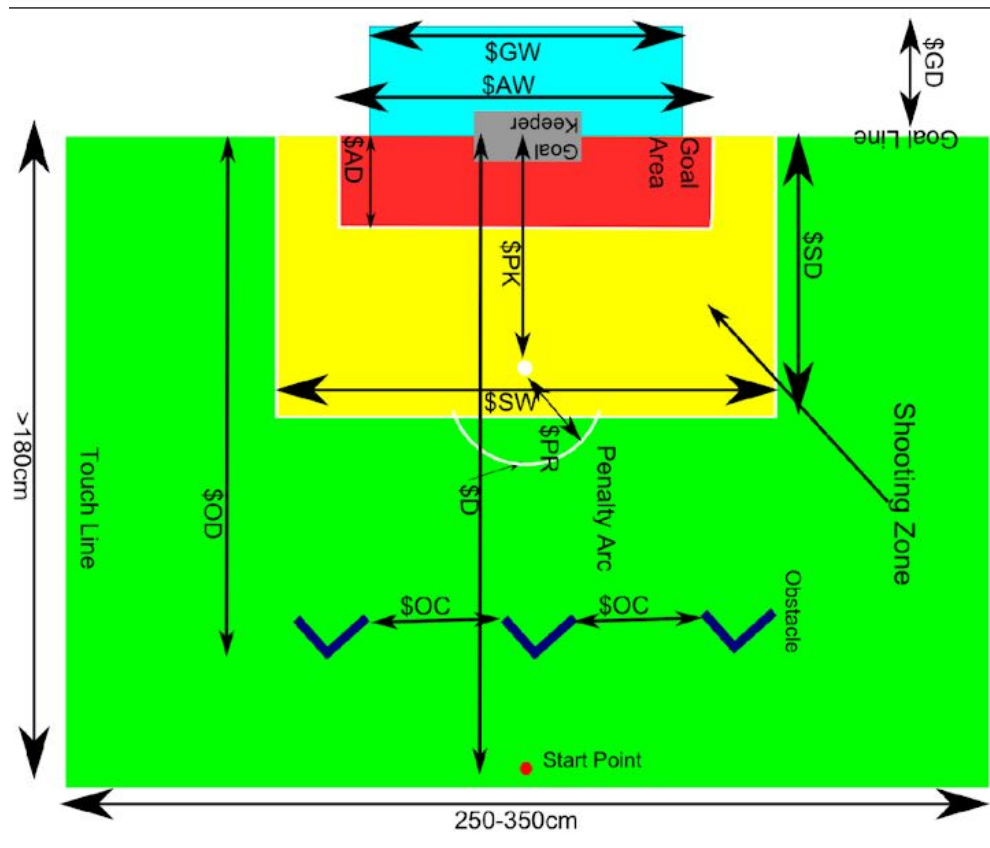 $GW
$GD
$AW
Goal
Keeper
Goal Line
$AD
Goal
Area
$PK
$SD
$SW
$PR
>180cm
Touch Line
$OD
$D
Penalty Arc
Shooting Zone
$OC
$OC
Obstacle
Start Point
250-350cm